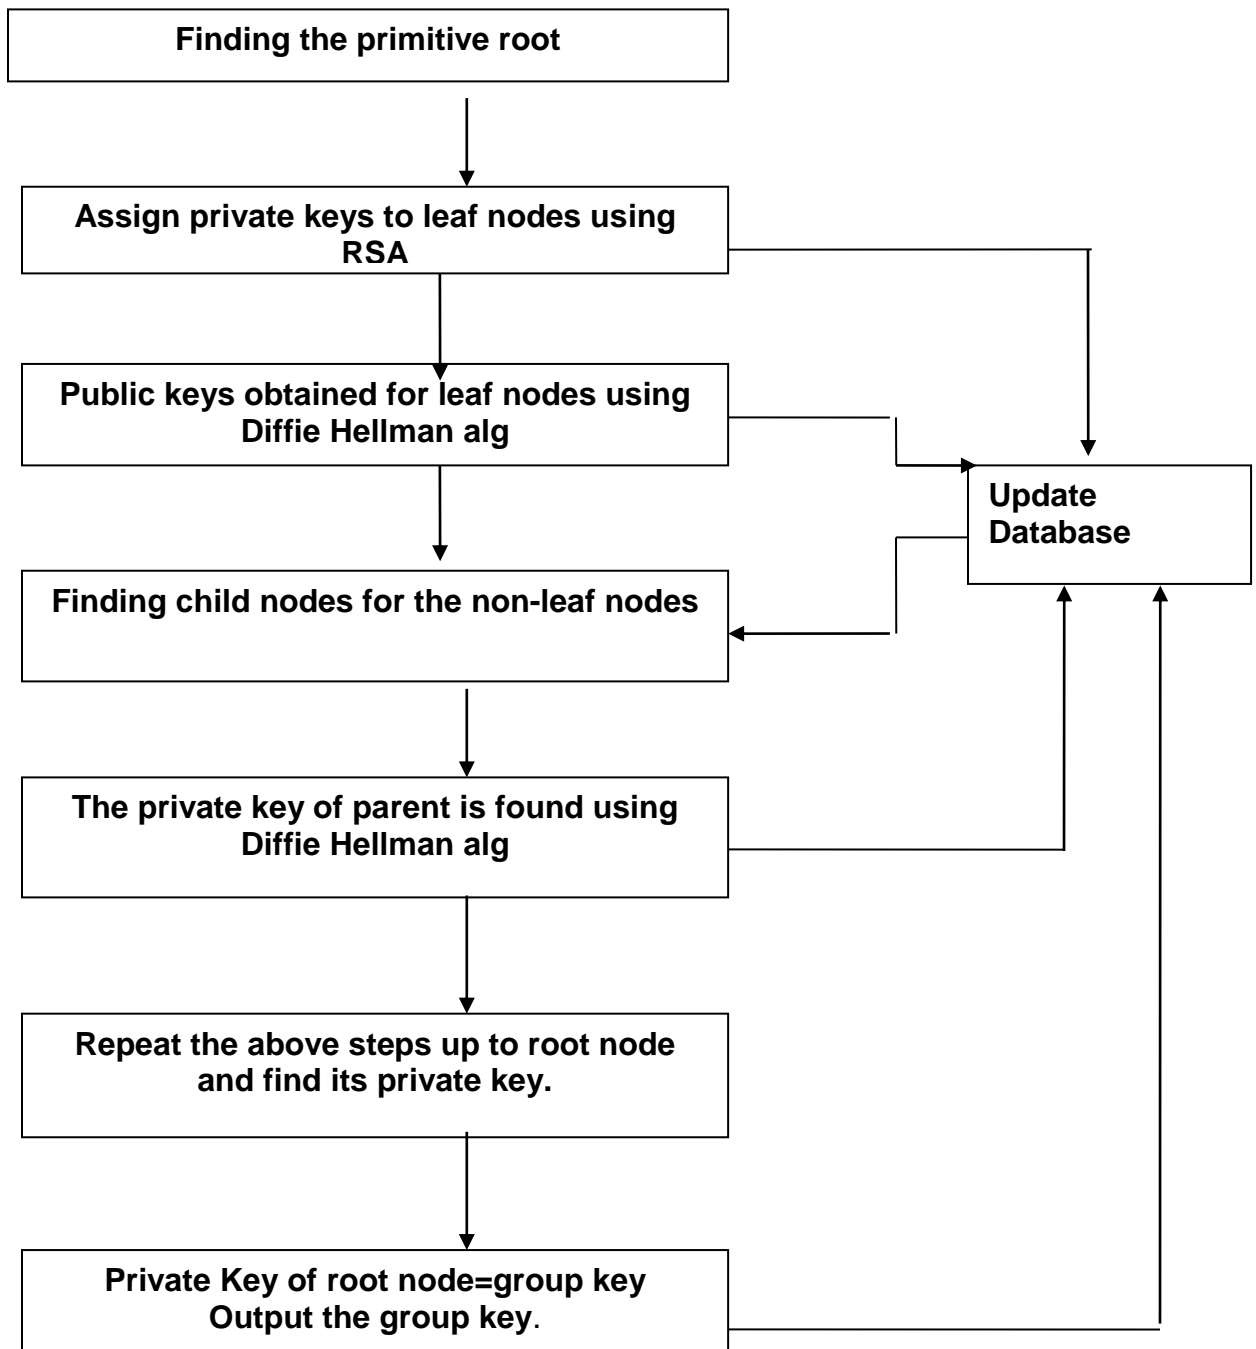 Finding the primitive root
Assign private keys to leaf nodes using
RSA
Public keys obtained for leaf nodes using
Diffie Hellman alg
Update
Database
Finding child nodes for the non-leaf nodes
The private key of parent is found using
Diffie Hellman alg
Repeat the above steps up to root node
and find its private key.
Private Key of root node=group key
Output the group key.